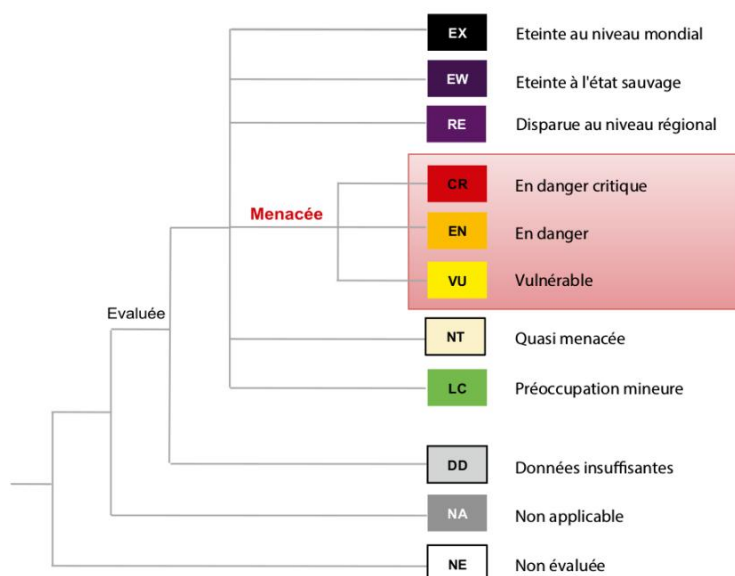 EX Eteinte au niveau mondial
EW Eteinte à l'état sauvage
RE Disparue au niveau régional
CR En danger critique
Menacée
EN En danger
VU Vulnérable
Evaluée
NT Quasi menacée
LC Préoccupation mineure
DD Données insuffisantes
NA Non applicable
NE Non évaluée